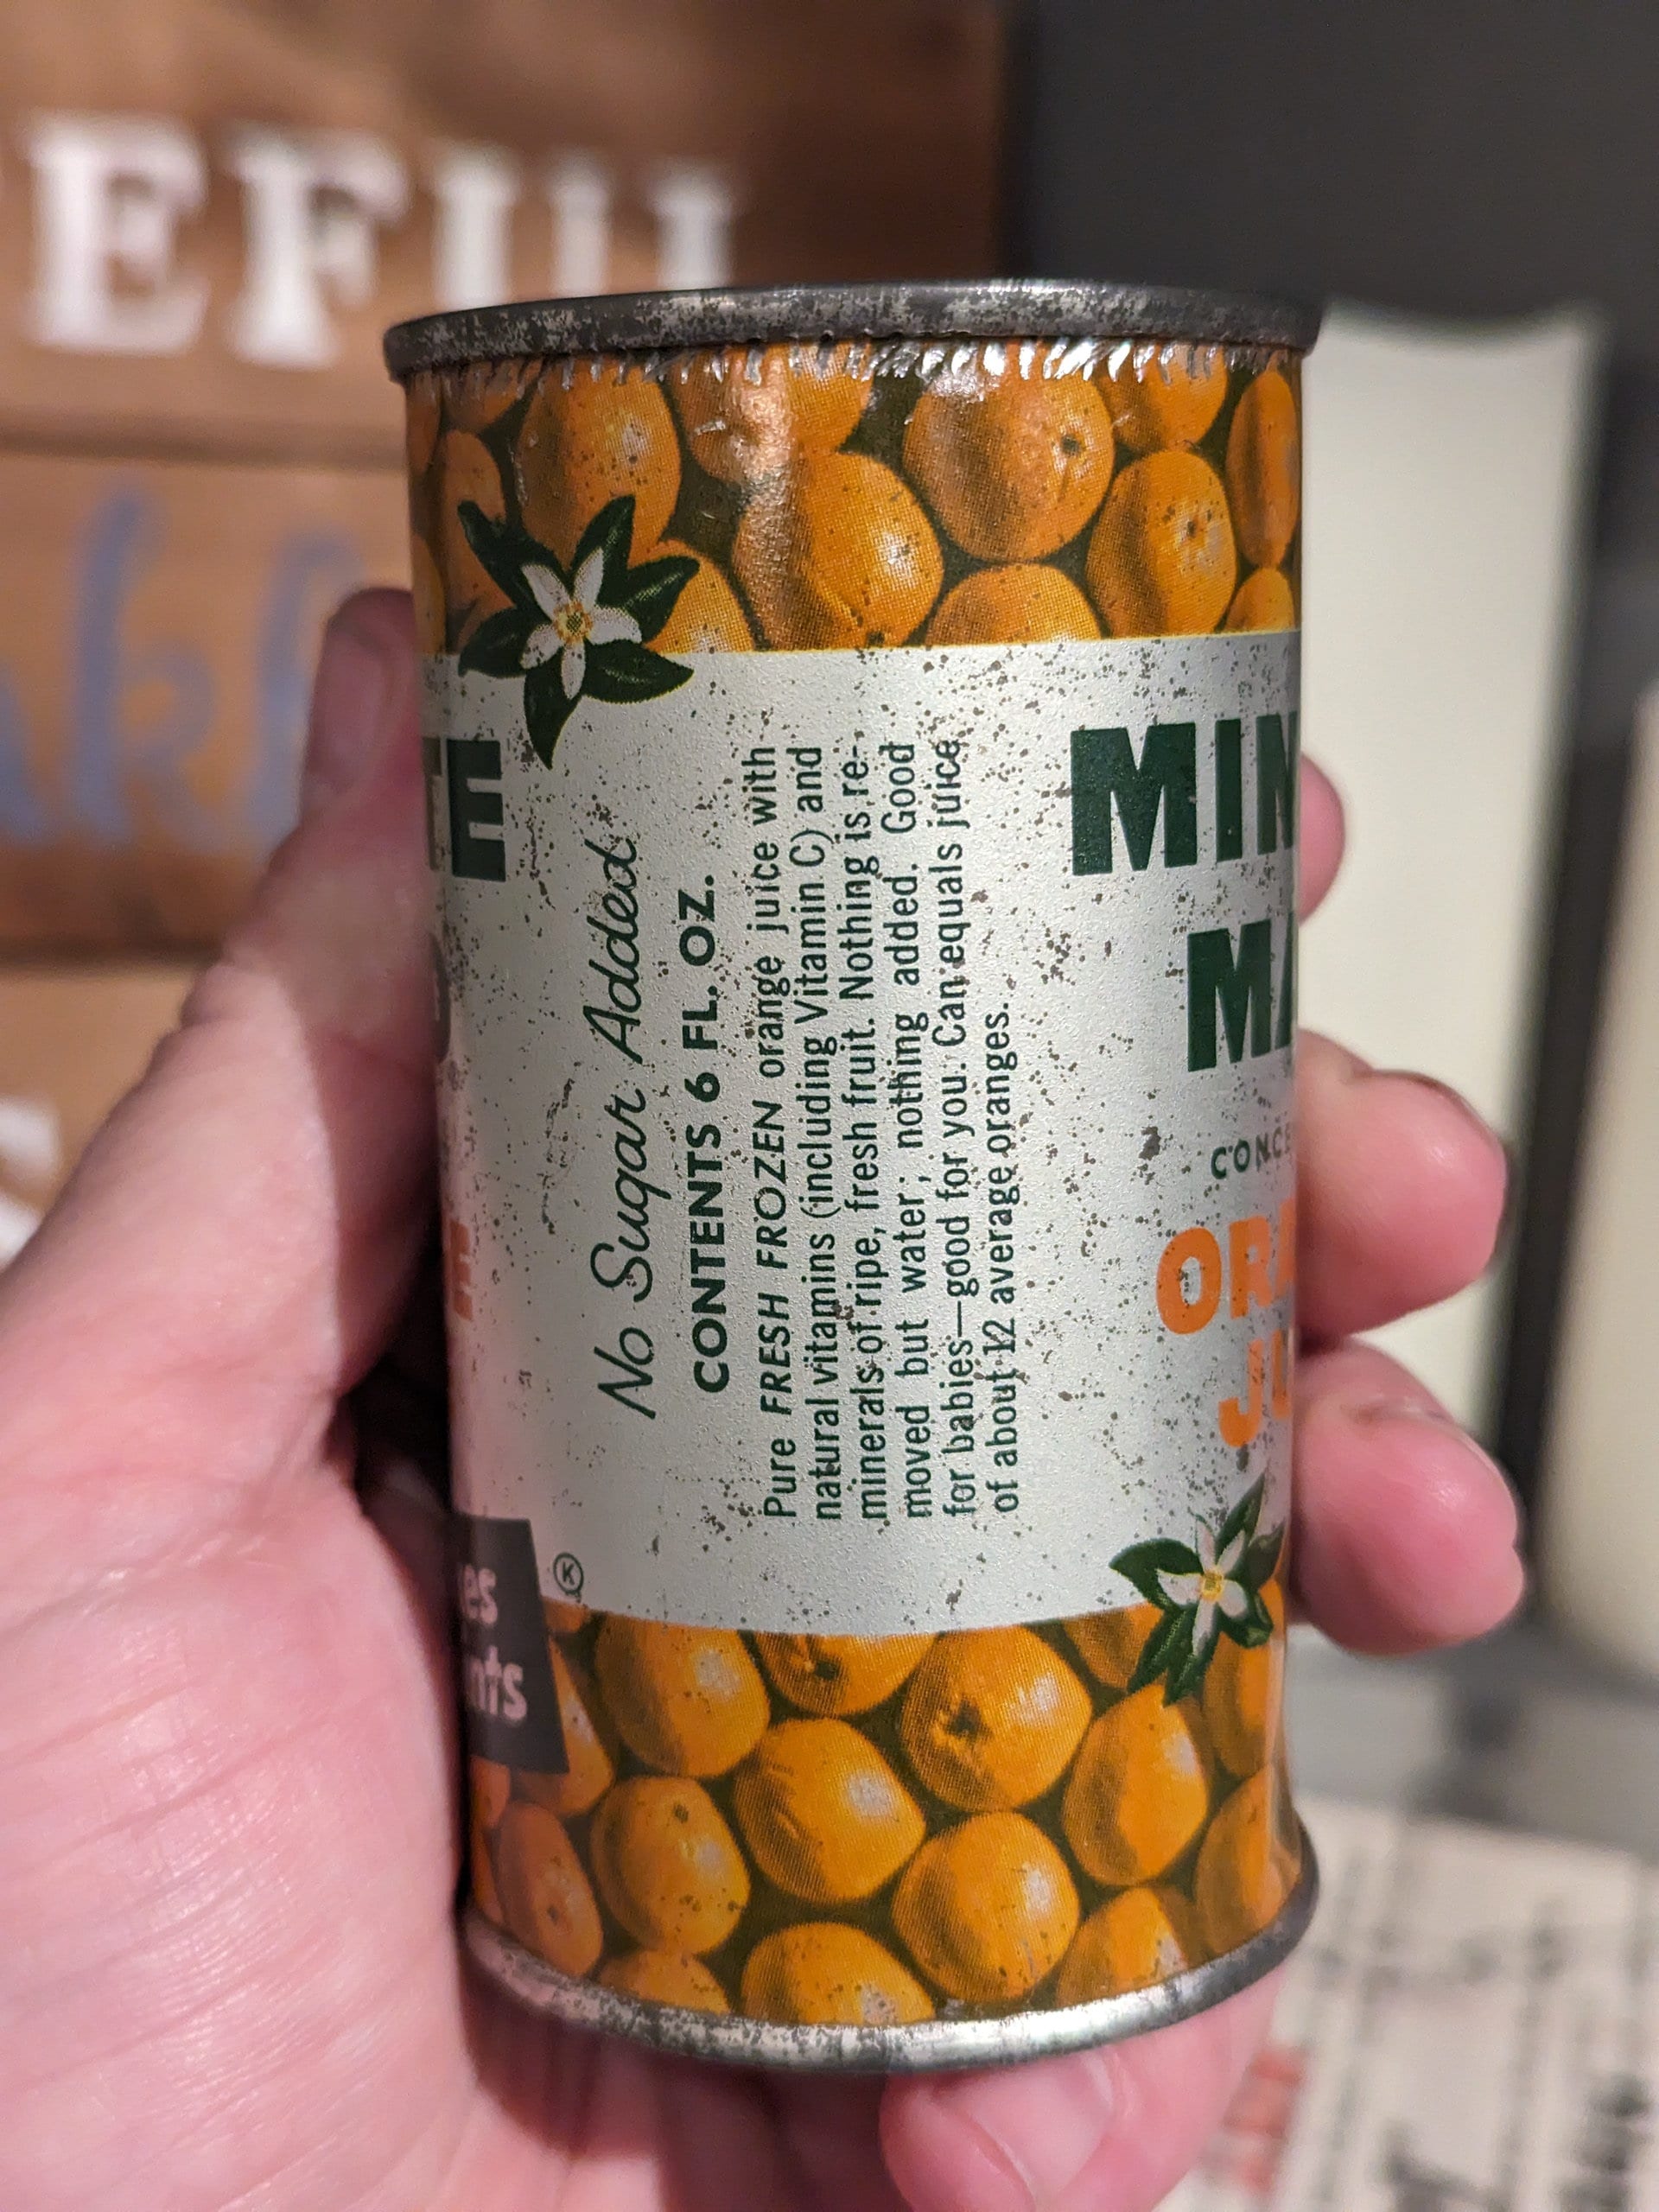 EFUL
TE
D
E
es
nts
K
No Sugar Added
CONTENTS 6 FL. OZ.
Pure FRESH FROZEN orange juice with
natural vitamins (including Vitamin C) and
minerals of ripe, fresh fruit. Nothing is re-
moved but water; nothing added. Good
for babies—good for you. Can equals juice
of about 12 average oranges.
MIN
MA
CONCE
ORA
JU